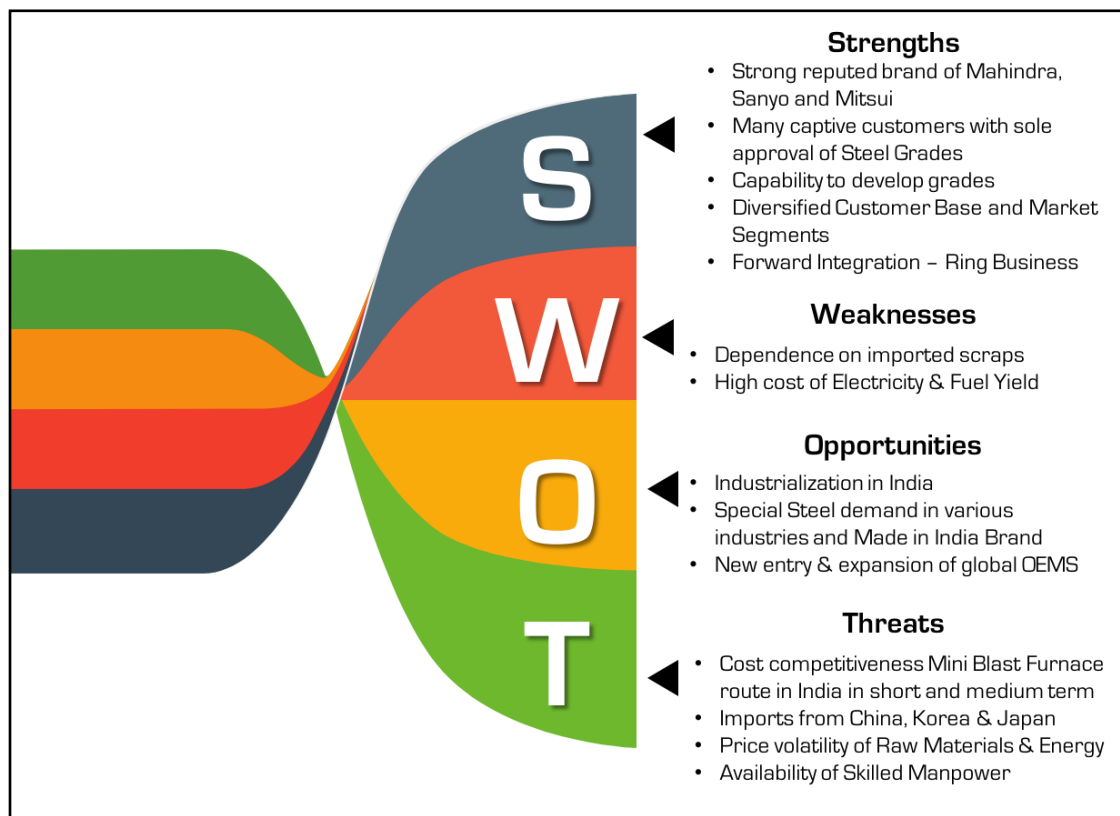 S
W
O
T
Strengths
• Strong reputed brand of Mahindra,
Sanyo and Mitsui
• Many captive customers with sole
approval of Steel Grades
• Capability to develop grades
• Diversified Customer Base and Market
Segments
• Forward Integration – Ring Business
Weaknesses
• Dependence on imported scraps
• High cost of Electricity & Fuel Yield
Opportunities
• Industrialization in India
• Special Steel demand in various
industries and Made in India Brand
• New entry & expansion of global OEMS
Threats
• Cost competitiveness Mini Blast Furnace
route in India in short and medium term
• Imports from China, Korea & Japan
• Price volatility of Raw Materials & Energy
• Availability of Skilled Manpower